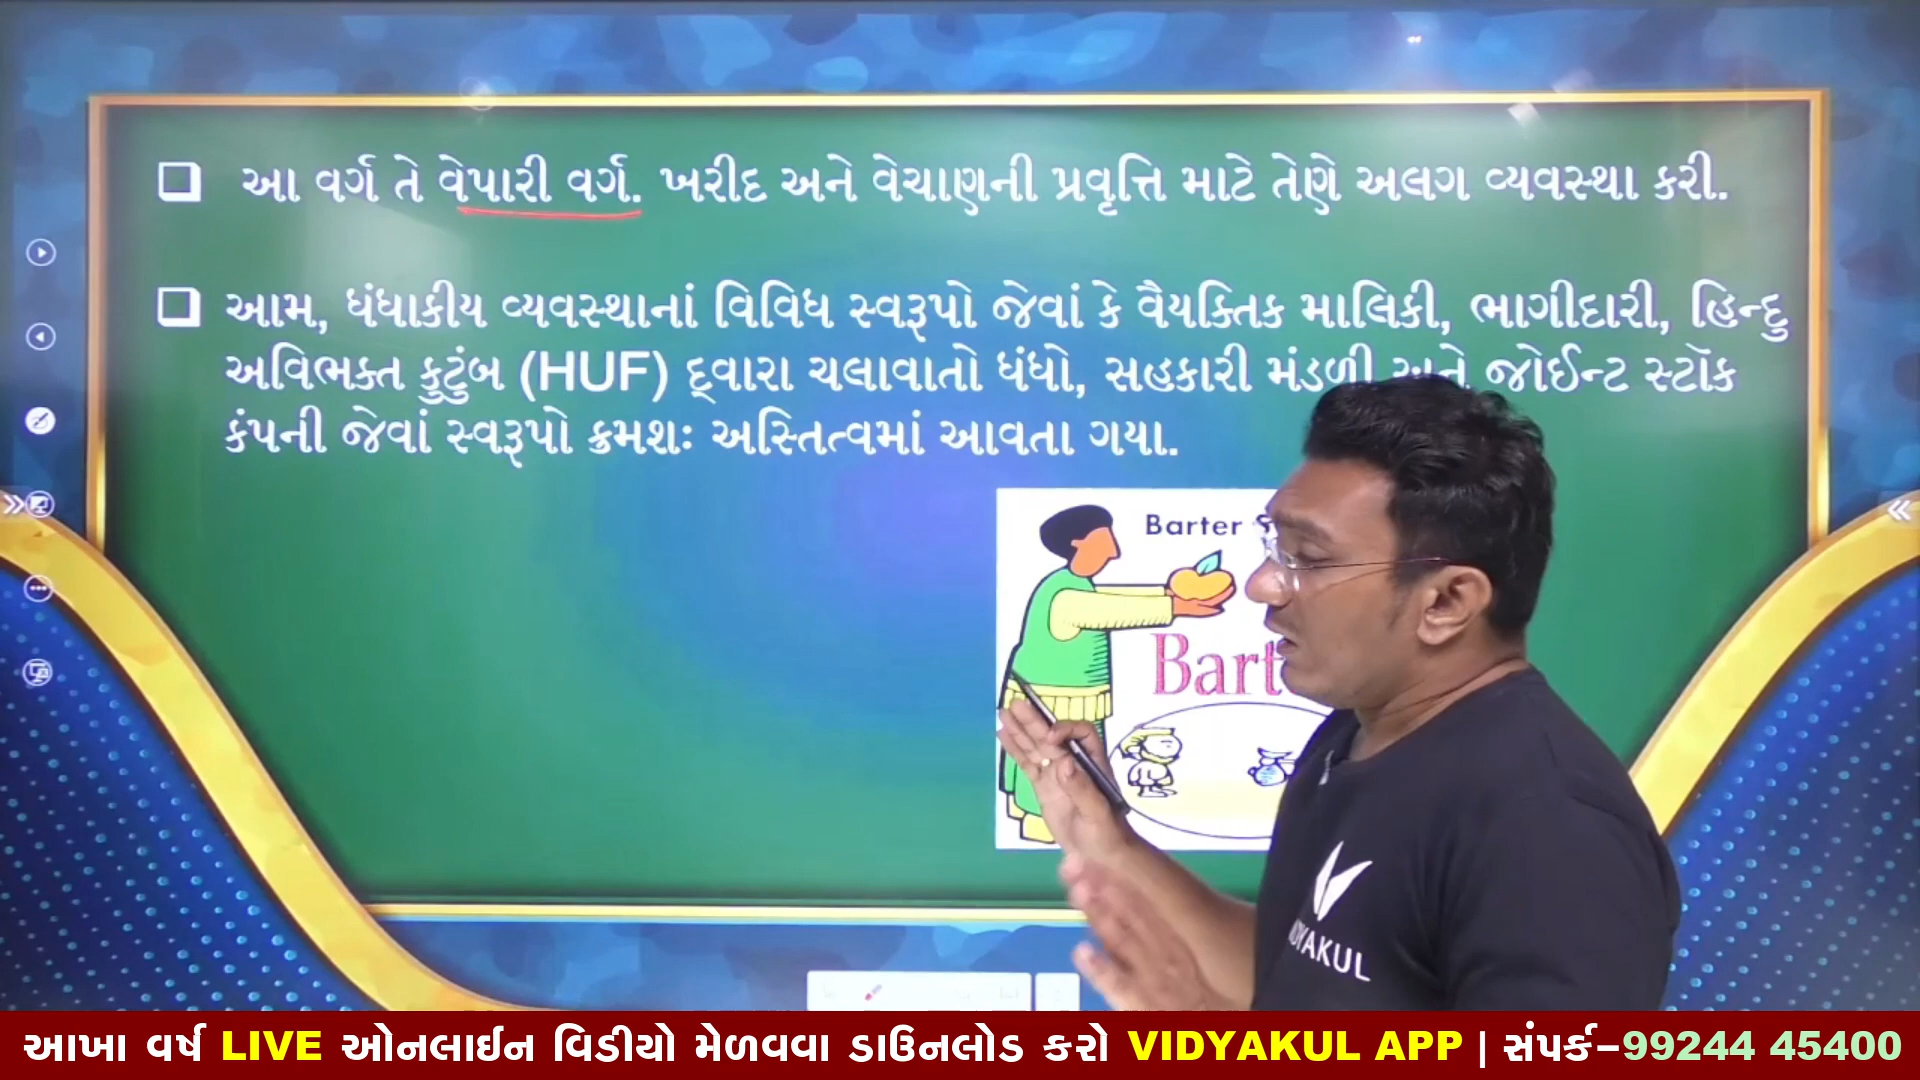 આ વર્ગ તે વેપારી વર્ગ. ખરીદ અને વેચાણની પ્રવૃત્તિ માટે તેણે અલગ વ્યવસ્થા કરી.
આમ, ધંધાકીય વ્યવસ્થાનાં વિવિધ સ્વરૂપો જેવાં કે વૈયક્તિક માલિકી, ભાગીદારી, હિન્દુ
અવિભક્ત કુટુંબ (HUF) દ્વારા ચલાવાતો ધંધો, સહકારી મંડળી અને જોઈન્ટ સ્ટૉક
કંપની જેવાં સ્વરૂપો ક્રમશઃ અસ્તિત્વમાં આવતા ગયા.
Barter
VIDYAKUL
આખા વર્ષ LIVE ઓનલાઈન વિડીયો મેળવવા ડાઉનલોડ કરો VIDYAKUL APP | સંપર્ક-99244 45400